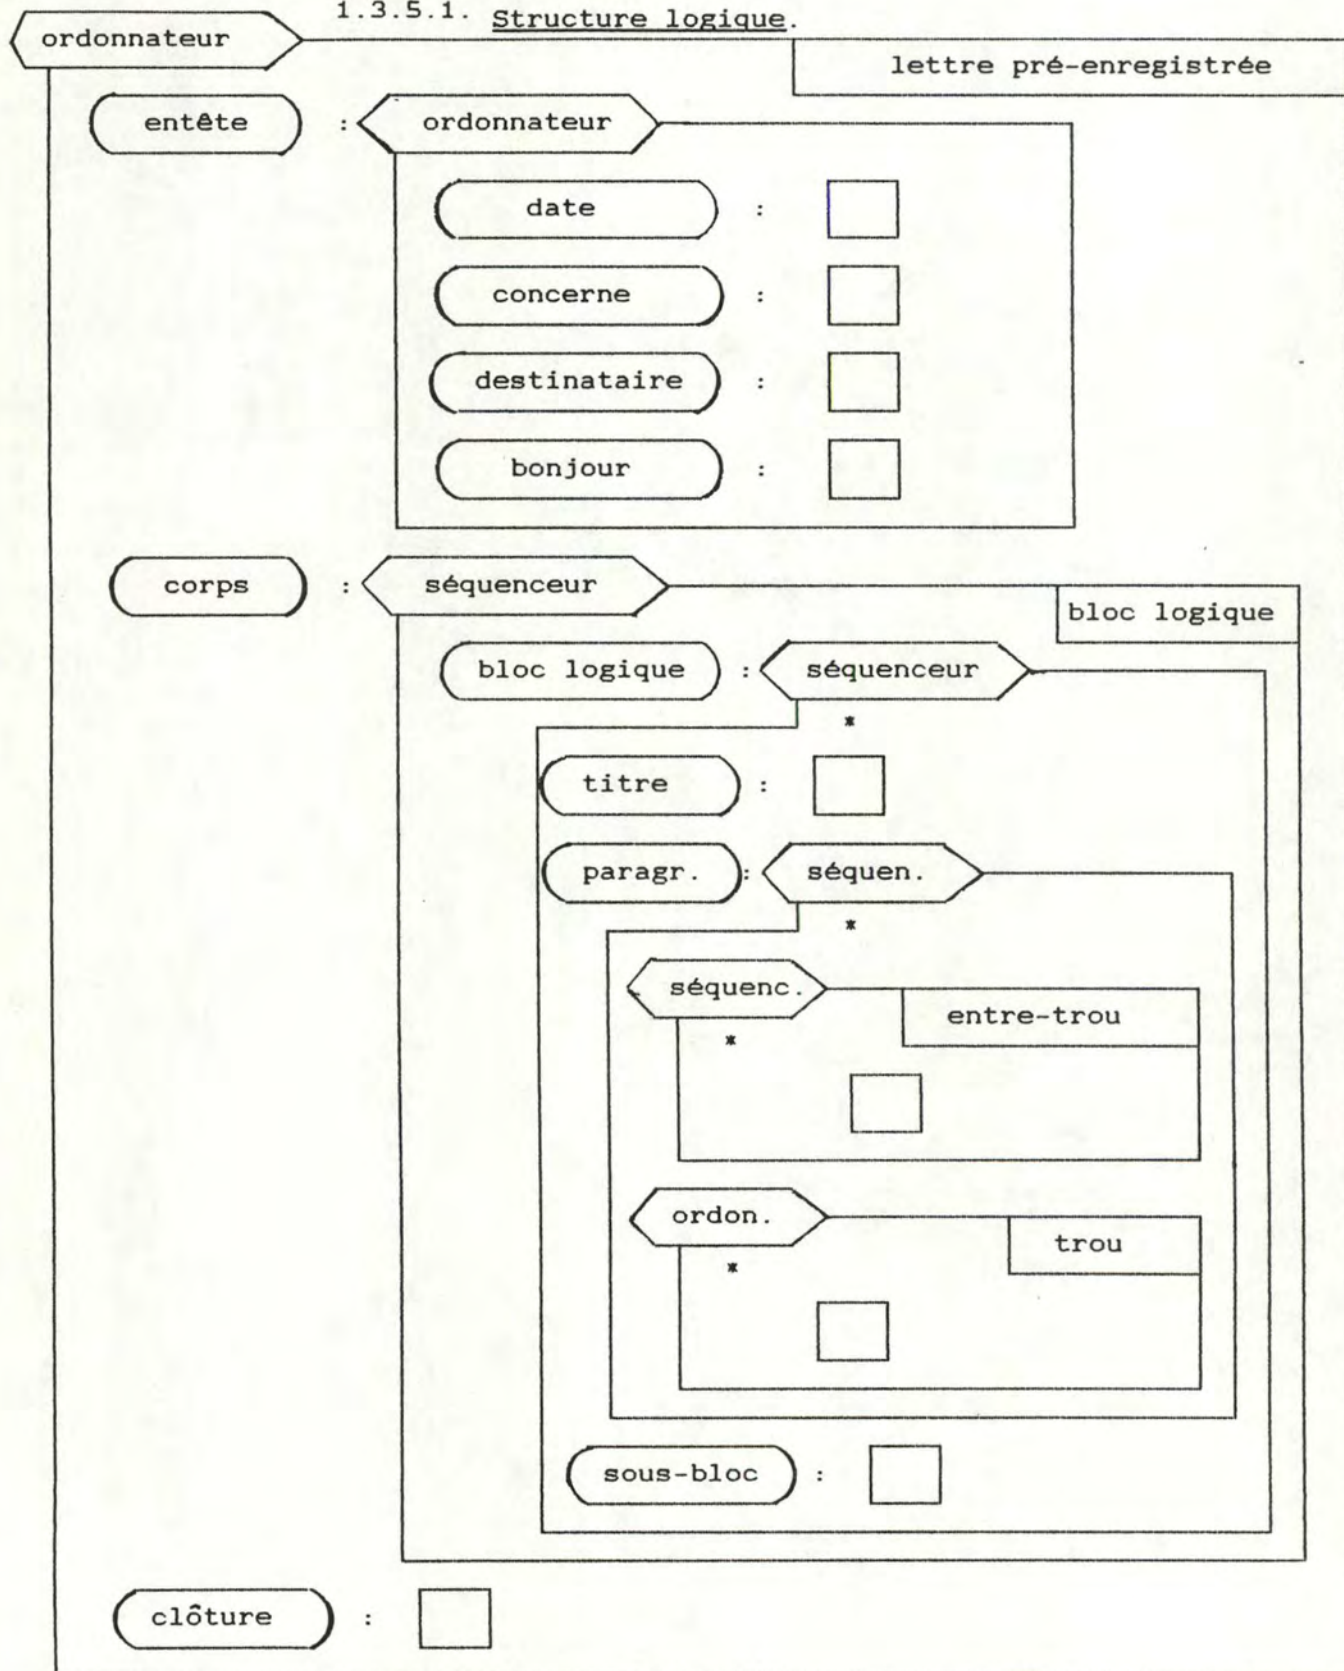 1.3.5.1. Structure logique.
ordonnateur
lettre pré-enregistrée
entête : ordonnateur
date :
concerne :
destinataire :
bonjour :
corps : séquenceur
bloc logique
bloc logique : séquenceur
*
titre :
paragr. : séquen.
*
séquenc.
entre-trou
*
ordon.
trou
*
sous-bloc :
clôture :